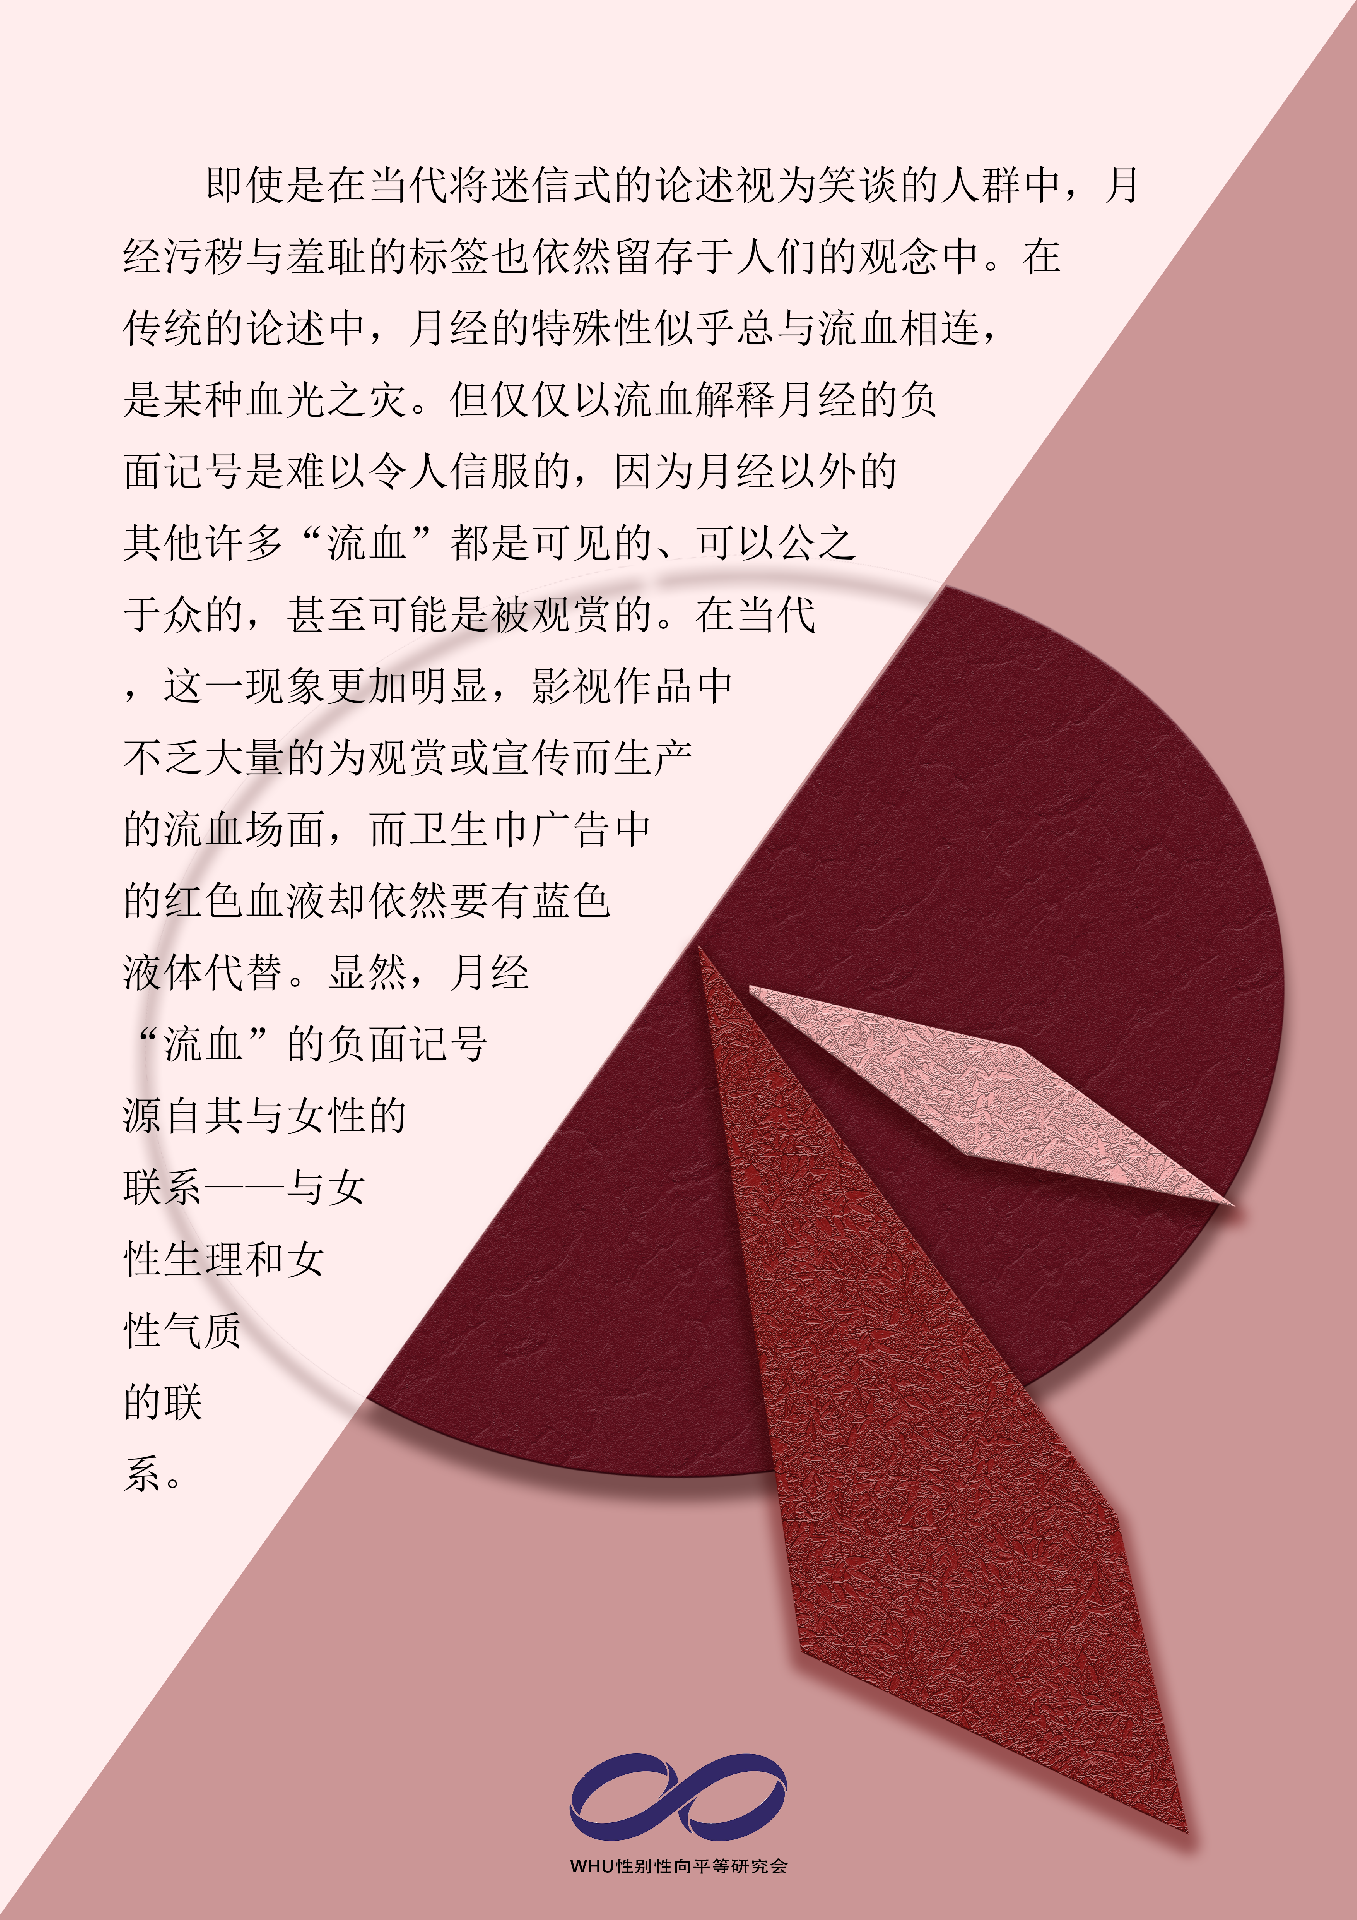 即使是在当代将迷信式的论述视为笑谈的人群中，月
经污秽与羞耻的标签也依然留存于人们的观念中。在
传统的论述中，月经的特殊性似乎总与流血相连，
是某种血光之灾。但仅仅以流血解释月经的负
面记号是难以令人信服的，因为月经以外的
其他许多“流血”都是可见的、可以公之
于众的，甚至可能是被观赏的。在当代
，这一现象更加明显，影视作品中
不乏大量的为观赏或宣传而生产
的流血场面，而卫生巾广告中
的红色血液却依然要有蓝色
液体代替。显然，月经
“流血”的负面记号
源自其与女性的
联系——与女
性生理和女
性气质
的联
系。
WHU性别性向平等研究会